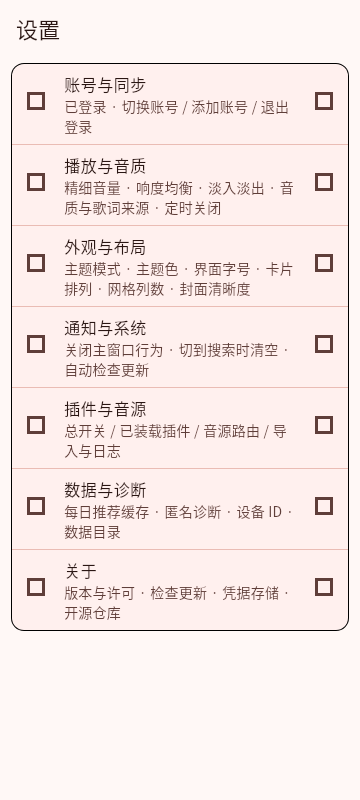 设置
账号与同步
已登录 · 切换账号 / 添加账号 / 退出
登录
播放与音质
精细音量 · 响度均衡 · 淡入淡出 · 音
质与歌词来源 · 定时关闭
外观与布局
主题模式 · 主题色 · 界面字号 · 卡片
排列 · 网格列数 · 封面清晰度
通知与系统
关闭主窗口行为 · 切到搜索时清空 ·
自动检查更新
插件与音源
总开关 / 已装载插件 / 音源路由 / 导
入与日志
数据与诊断
每日推荐缓存 · 匿名诊断 · 设备 ID ·
数据目录
关于
版本与许可 · 检查更新 · 凭据存储 ·
开源仓库